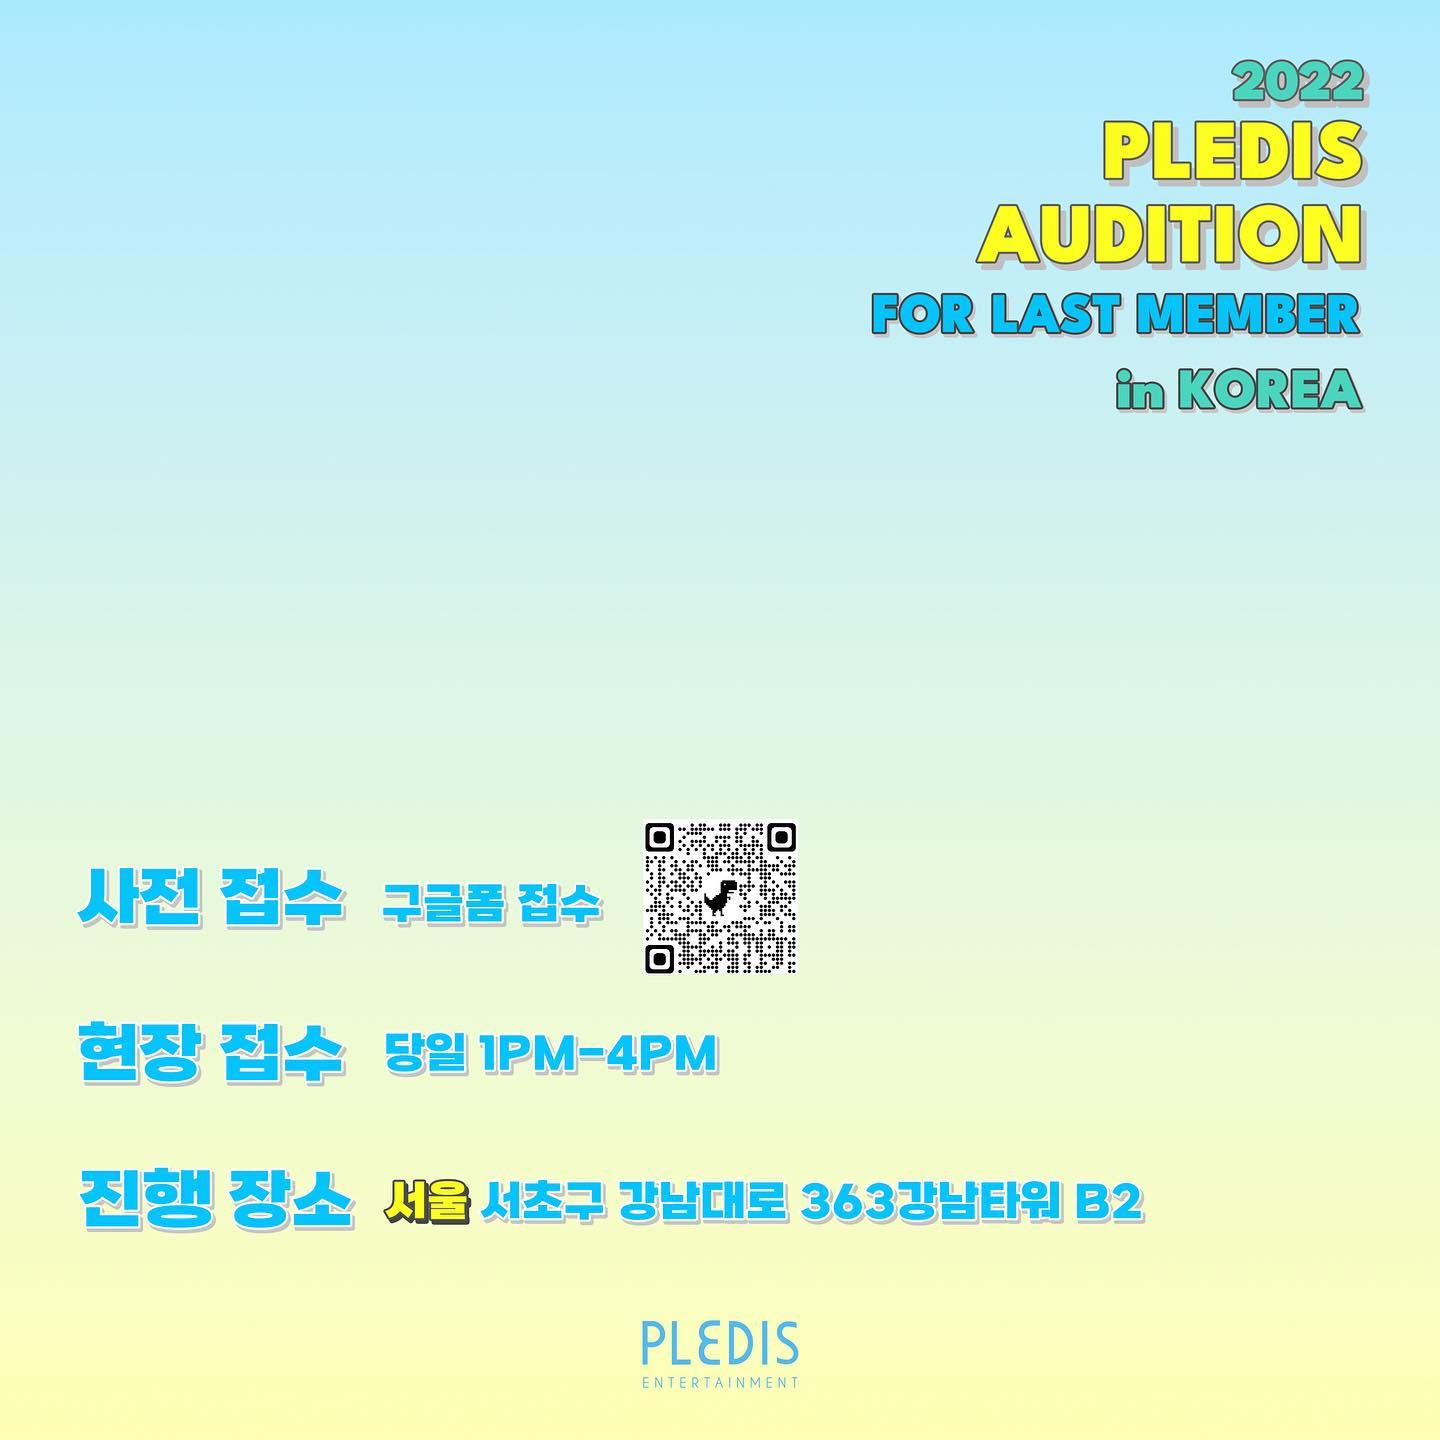 2022
PLEDIS
AUDITION
FOR LAST MEMBER
in KOREA
사전 접수 구글폼 접수
현장 접수 당일 1PM-4PM
진행 장소 서울 서초구 강남대로 363강남타워 B2
PLEDIS
ENTERTAINMENT